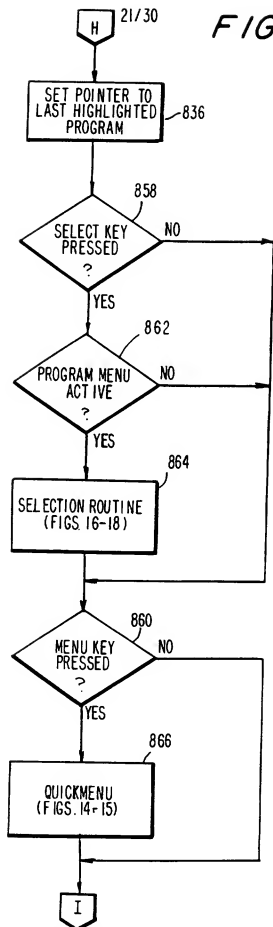 H
21/30
FIG
SET POINTER TO
LAST HIGHLIGHTED
PROGRAM
836
858
SELECT KEY
PRESSED
?
NO
YES
862
PROGRAM MENU
ACTIVE
?
NO
YES
864
SELECTION ROUTINE
(FIGS. 16-18)
860
MENU KEY
PRESSED
?
NO
YES
866
QUICKMENU
(FIGS. 14-15)
I